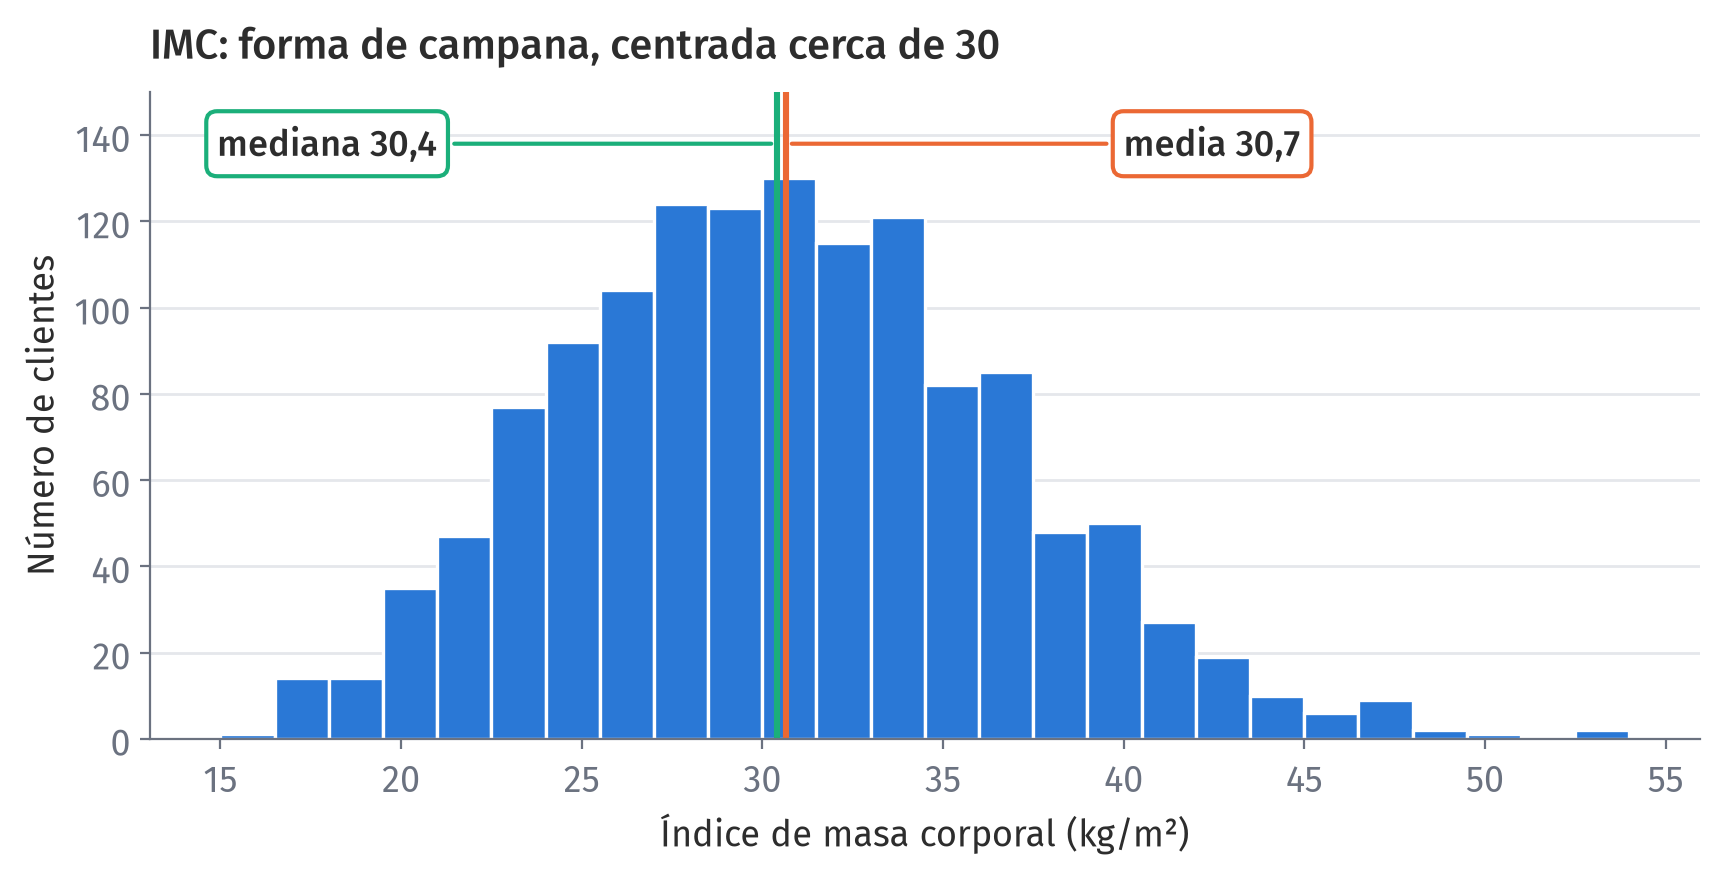 IMC: forma de campana, centrada cerca de 30
mediana 30,4
media 30,7
Número de clientes
140
120
100
80
60
40
20
0
15 20 25 30 35 40 45 50 55
Índice de masa corporal (kg/m²)